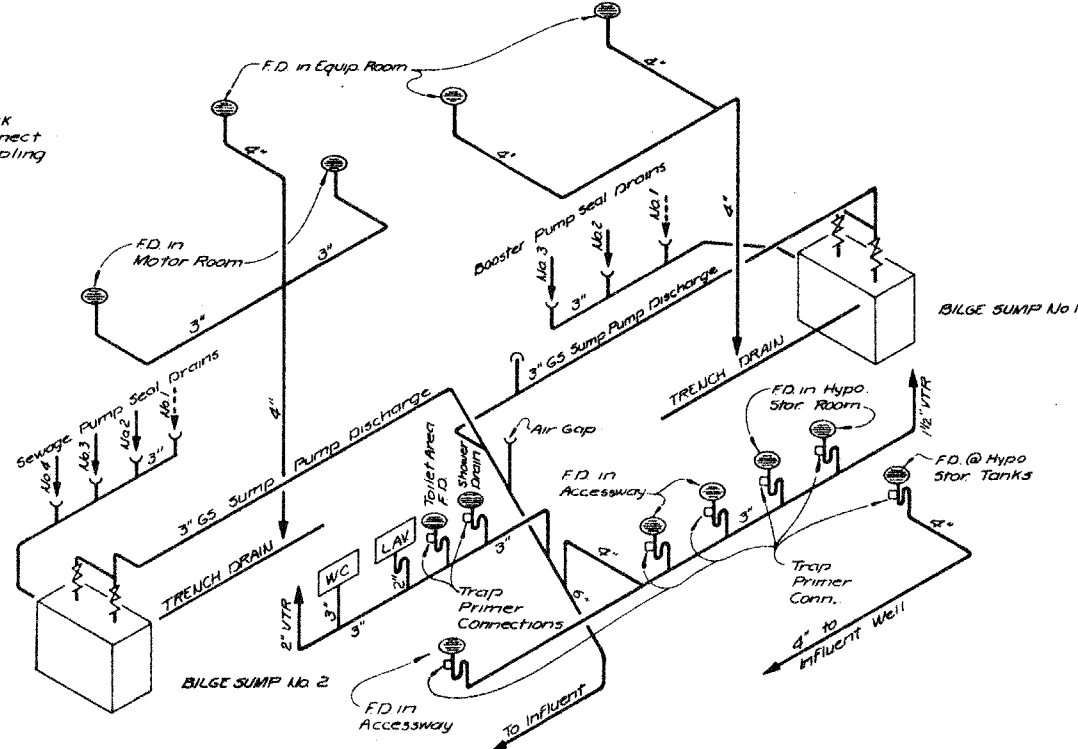 F.D. in Equip. Room
4"
nect
pling
4"
4"
F.D. in
Motor Room
3"
3"
4"
4"
Booster Pump Seal Drains
No.3
No.2
No.1
3"
3" GS Sump Pump Discharge
BILGE SUMP No 1
TRENCH DRAIN
Sewage Pump Seal Drains
No.4
No.3
No.2
No.1
3"
3" GS Sump Pump Discharge
TRENCH DRAIN
BILGE SUMP No. 2
2" VTR
WC
3"
3"
LAV.
2"
Toilet Area
F.D.
Shower
Drain
3"
Trap
Primer
Connections
Air Gap
4"
F.D. in
Accessway
3"
F.D. in Hypo.
Stor. Room
1½" VTR
F.D. @ Hypo
Stor. Tanks
4"
Trap
Primer
Conn.
4" to
Influent Well
F.D in
Accessway
To Influent